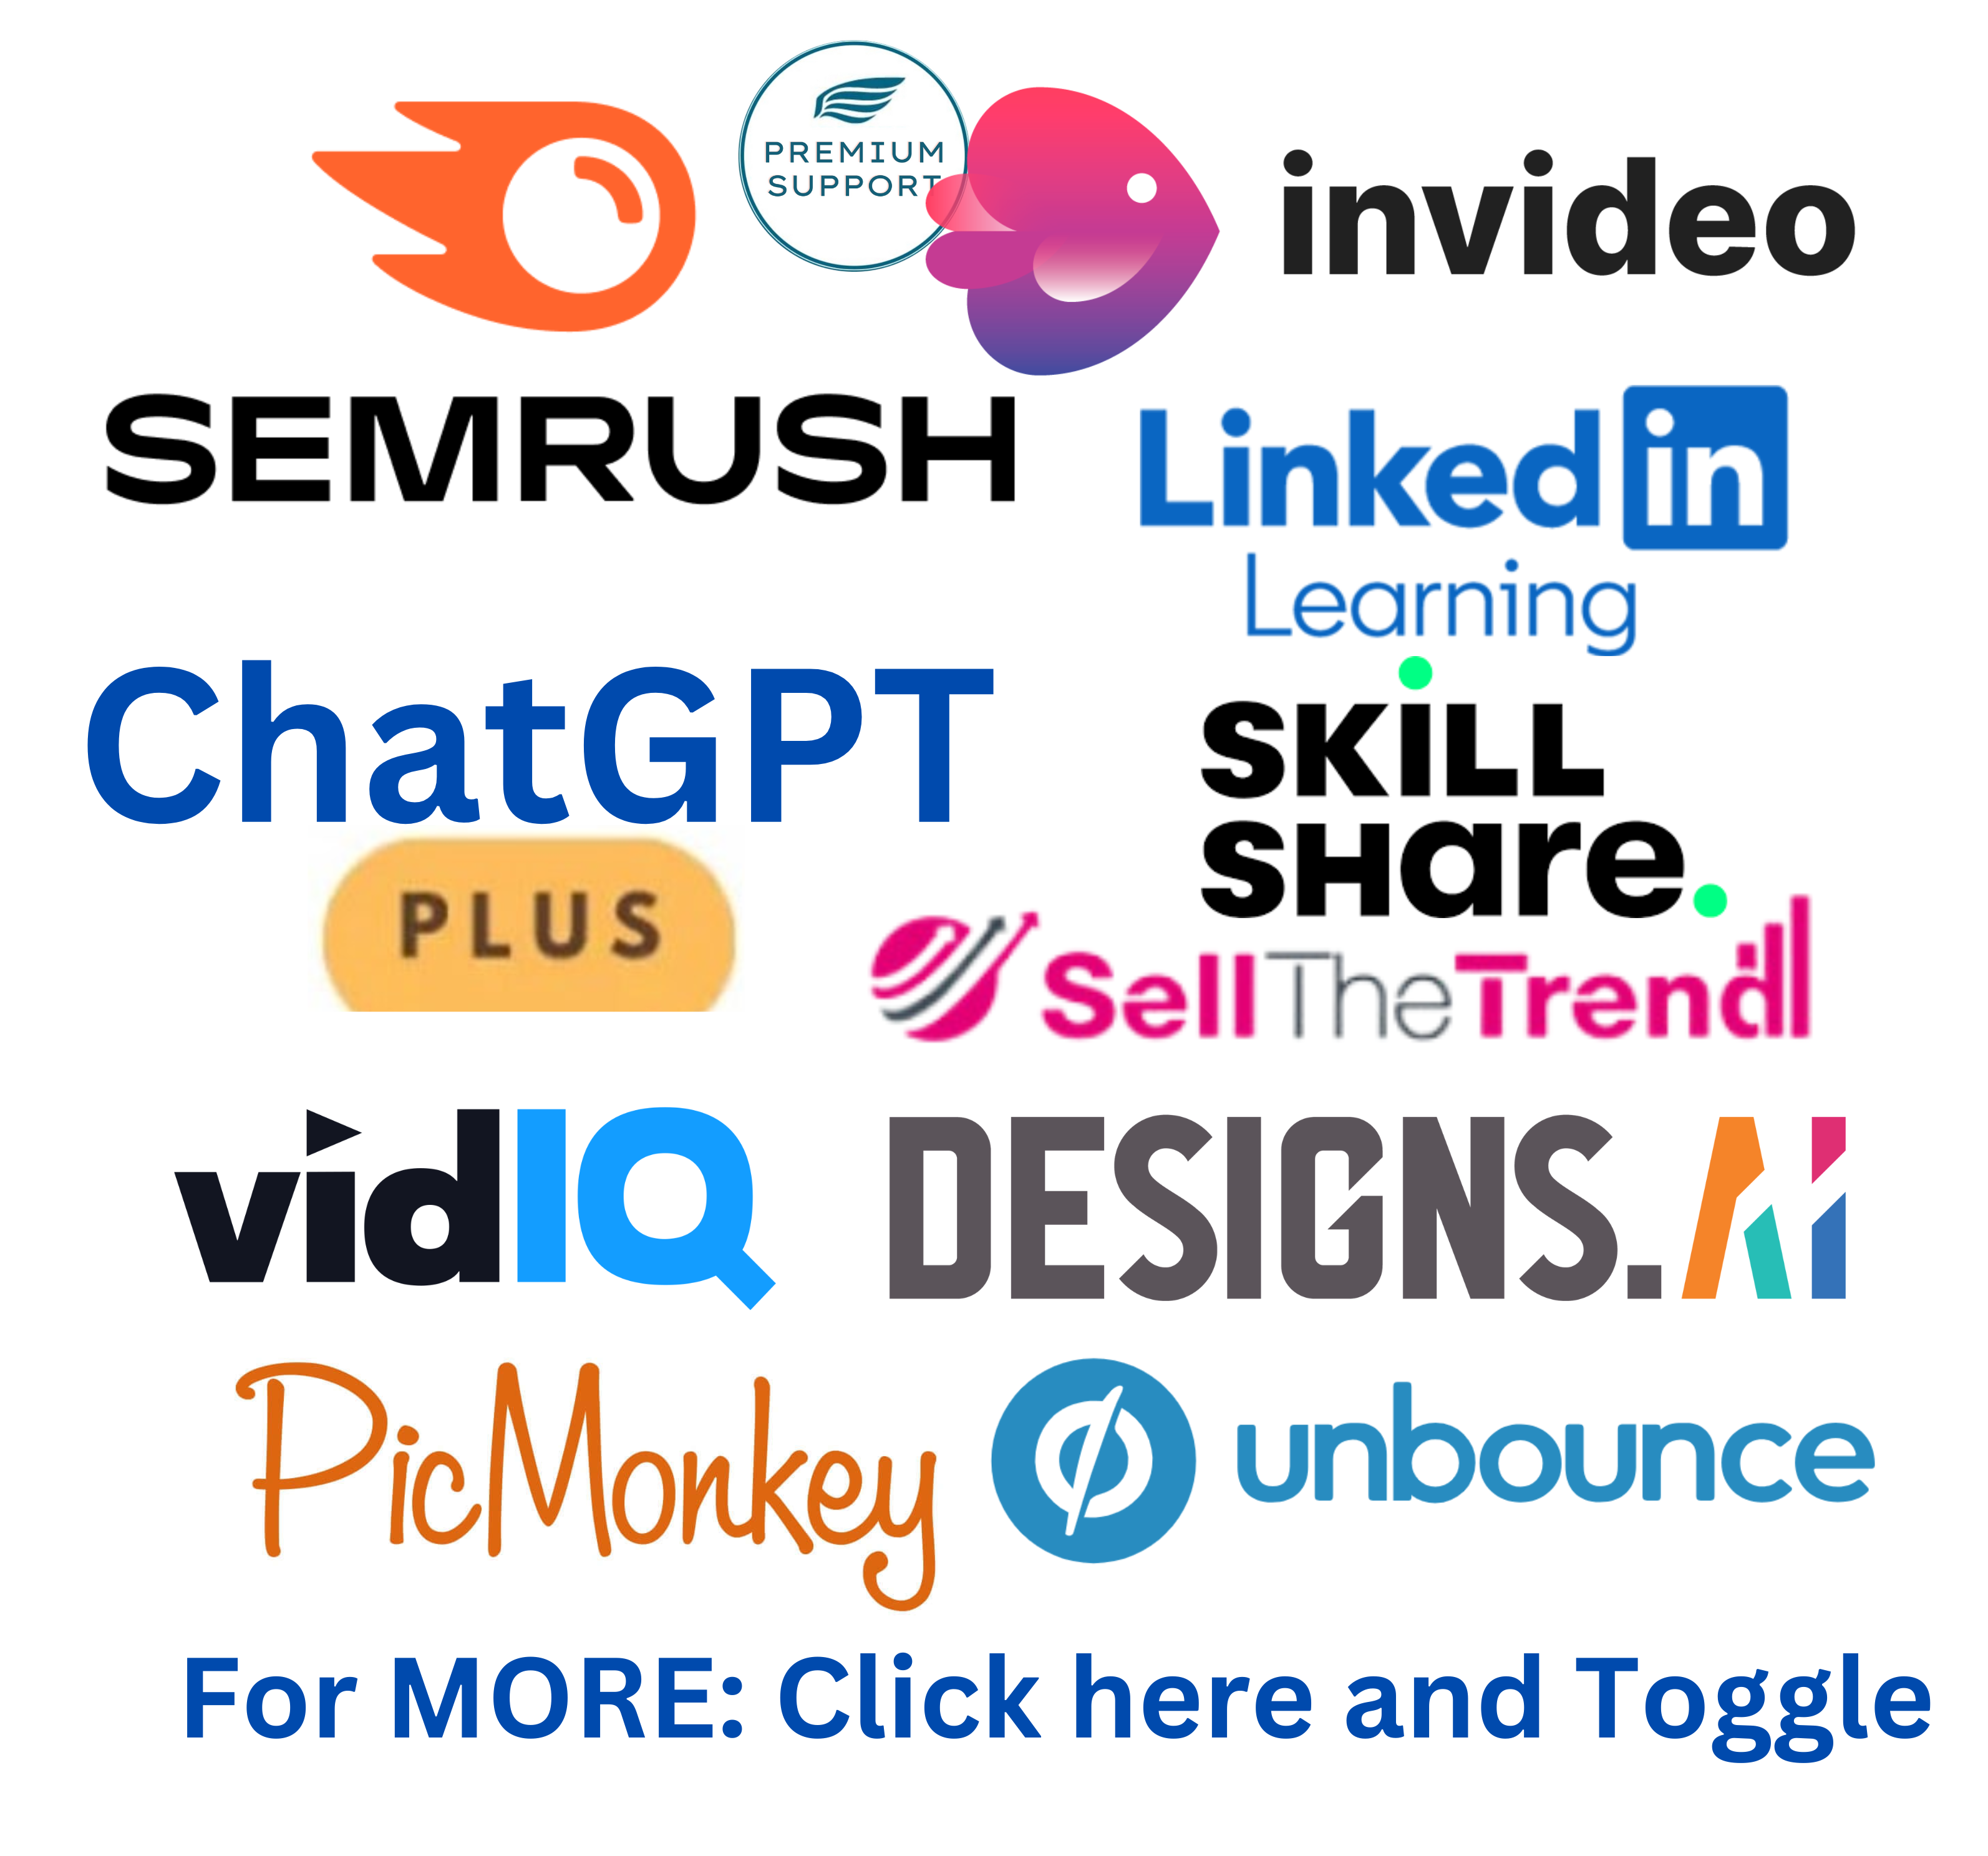 PREMIUM
SUPPORT
invideo
SEMRUSH
Linked in
Learning
ChatGPT
PLUS
SKiLL
SHare.
SellTheTrend
vidIQ
DESIGNS.AI
PicMonkey
unbounce
For MORE: Click here and Toggle